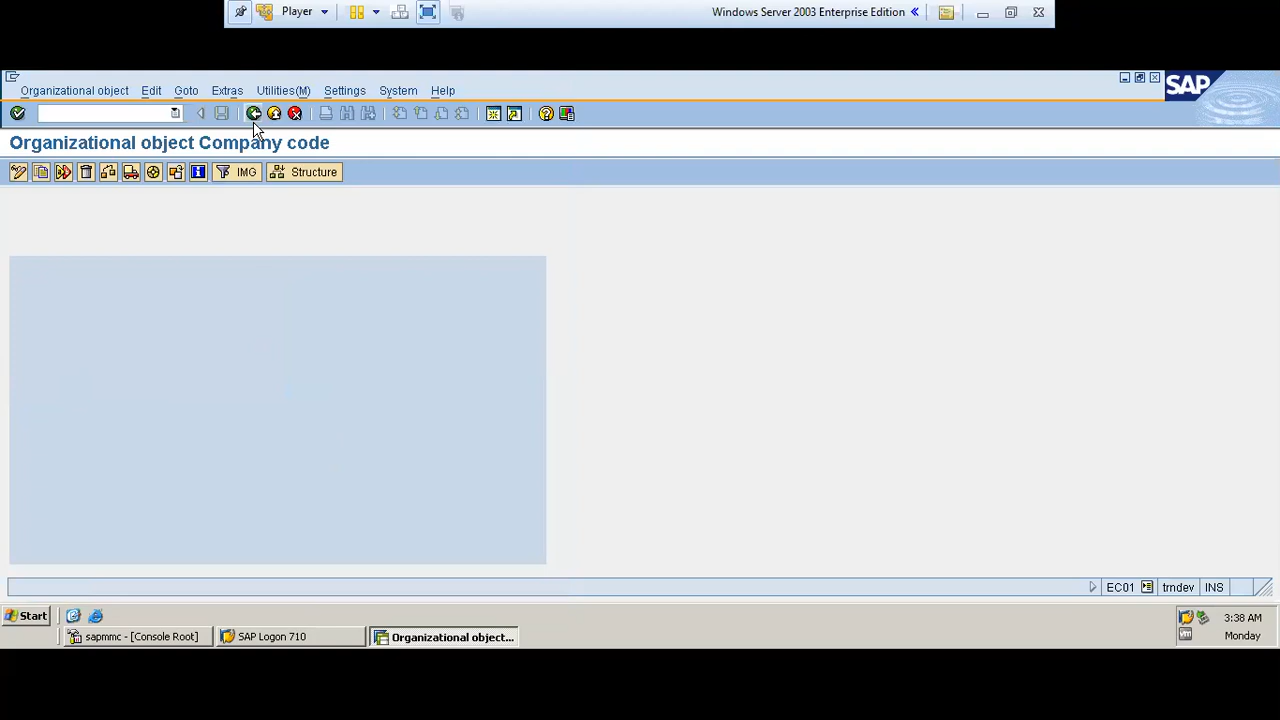 Player
Windows Server 2003 Enterprise Edition
SAP
Organizational object Edit Goto Extras Utilities(M) Settings System Help
Organizational object Company code
IMG Structure
EC01 trndev INS
Start
3:38 AM
sapmmc - [Console Root] SAP Logon 710 Organizational object...
Monday